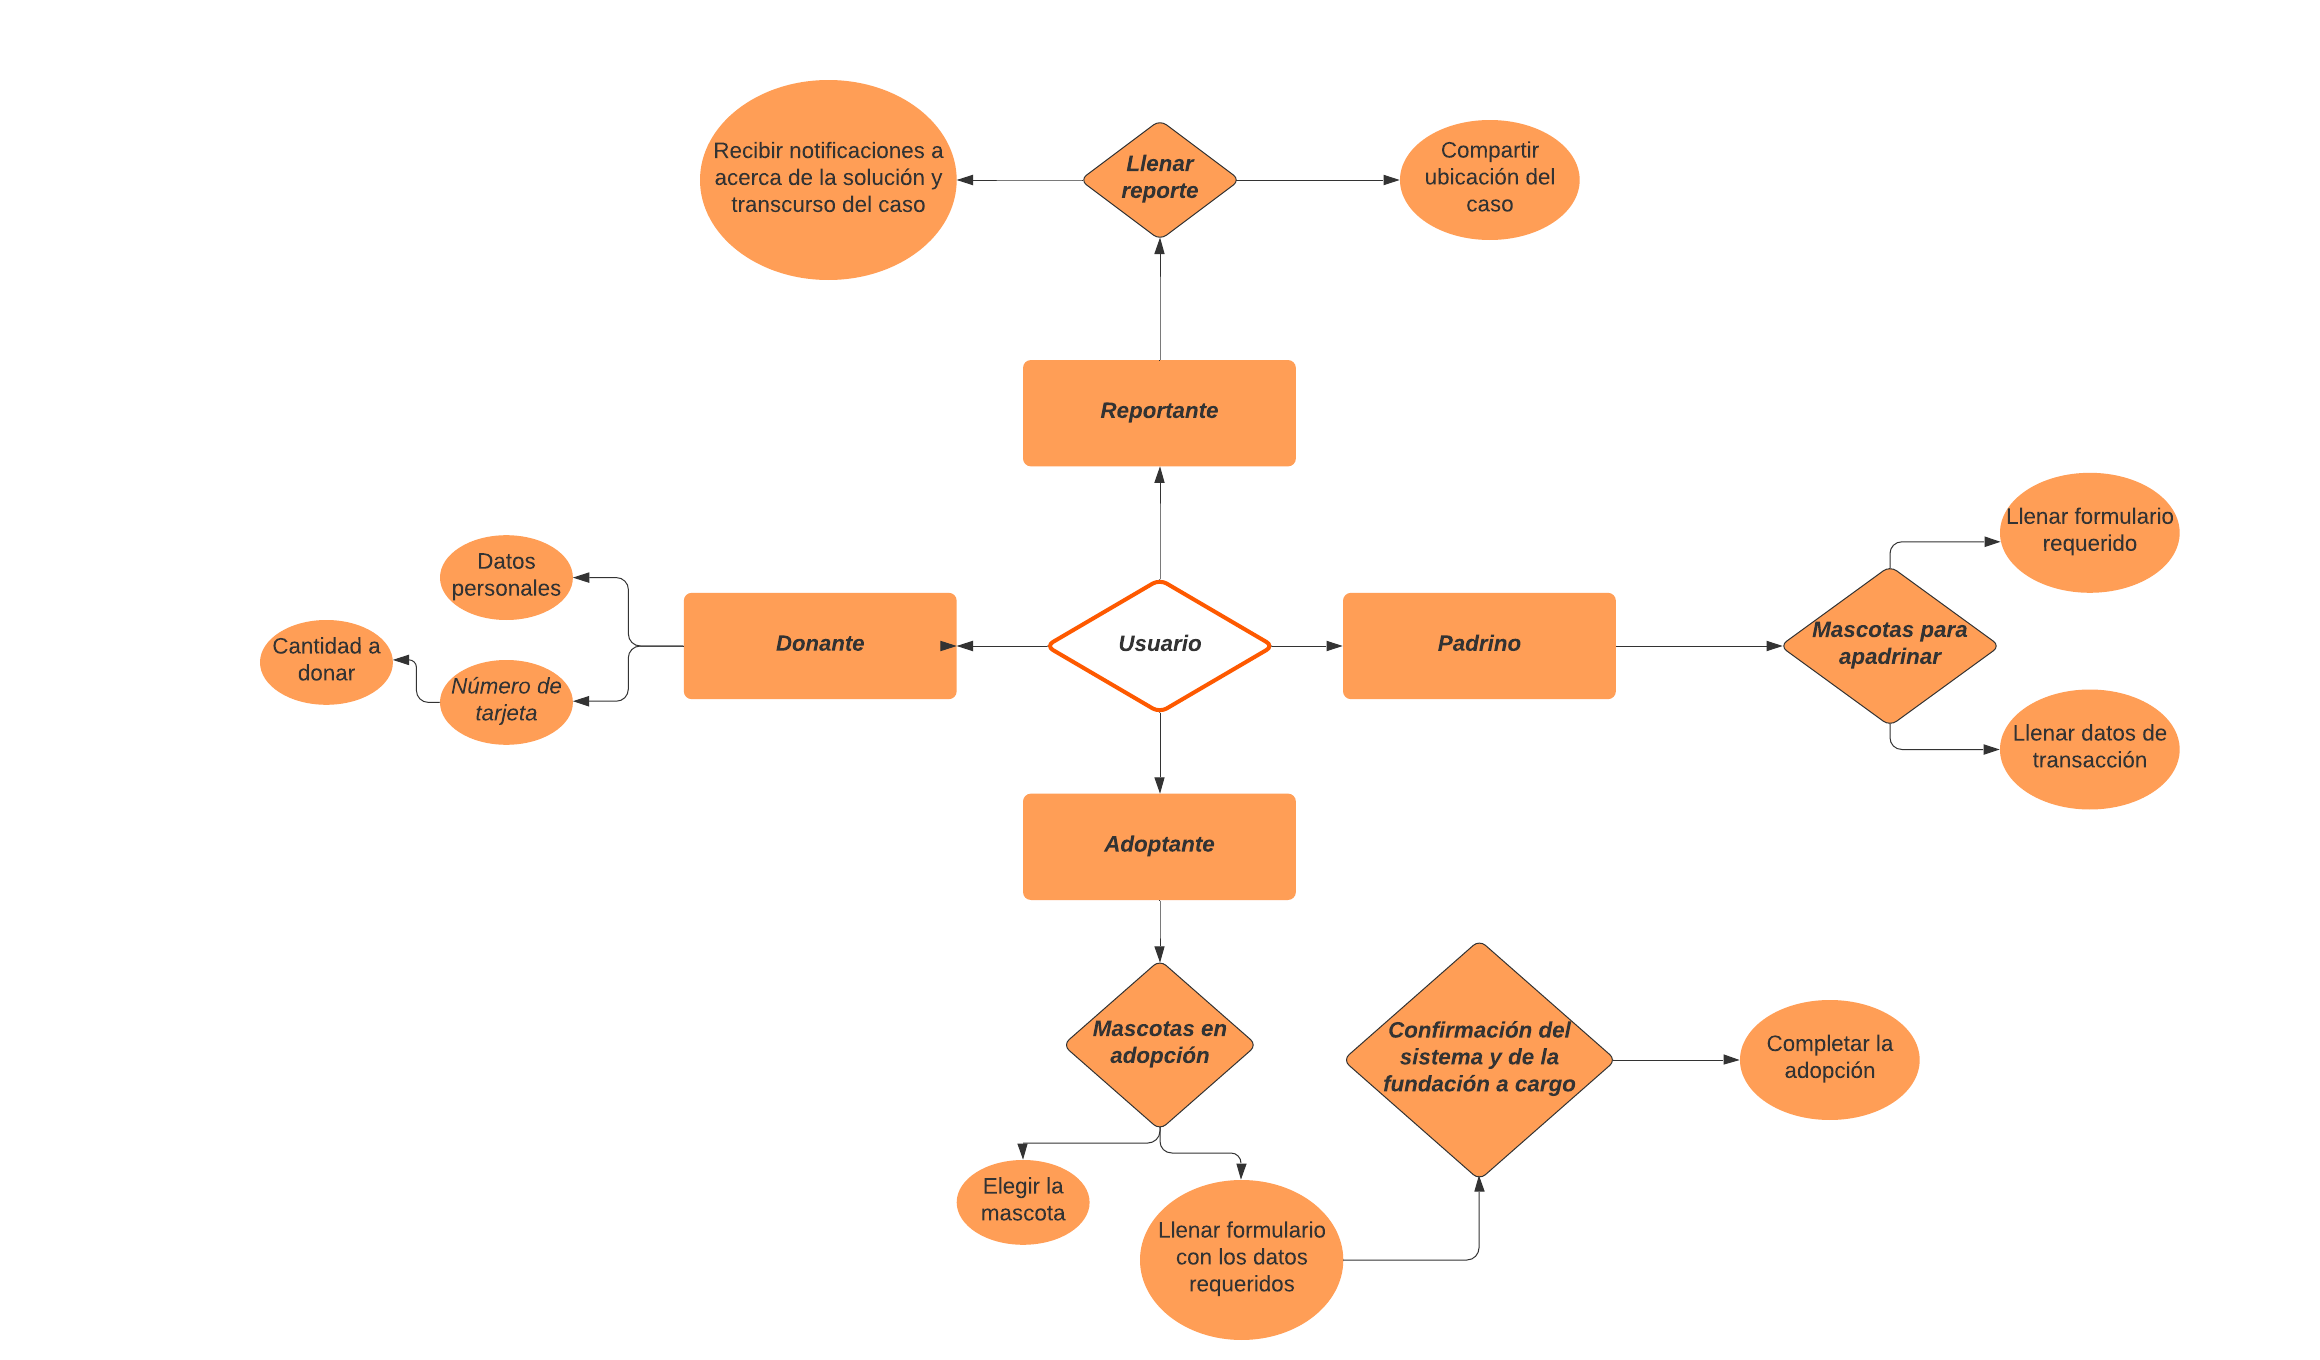 Recibir notificaciones a
acerca de la solución y
transcurso del caso
Llenar
reporte
Compartir
ubicación del
caso
Reportante
Datos
personales
Cantidad a
donar
Número de
tarjeta
Donante
Usuario
Padrino
Mascotas para
apadrinar
Llenar formulario
requerido
Llenar datos de
transacción
Adoptante
Mascotas en
adopción
Confirmación del
sistema y de la
fundación a cargo
Completar la
adopción
Elegir la
mascota
Llenar formulario
con los datos
requeridos